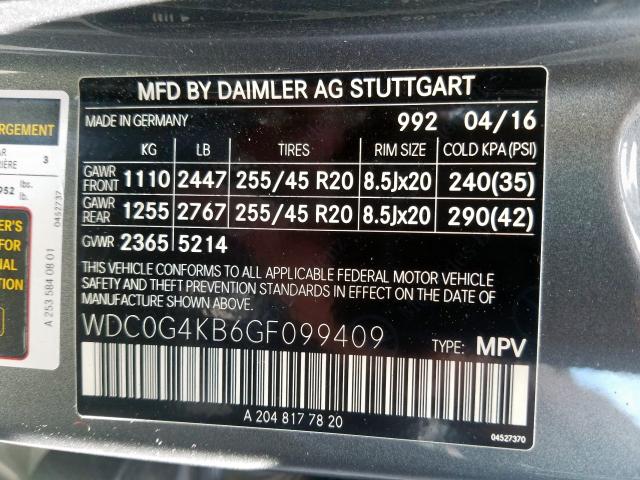 MFD BY DAIMLER AG STUTTGART
MADE IN GERMANY 992 04/16
KG LB TIRES RIM SIZE COLD KPA(PSI)
GAWR FRONT 1110 2447 255/45 R20 8.5Jx20 240(35)
GAWR REAR 1255 2767 255/45 R20 8.5Jx20 290(42)
GVWR 2365 5214
THIS VEHICLE CONFORMS TO ALL APPLICABLE FEDERAL MOTOR VEHICLE
SAFETY AND THEFT PREVENTION STANDARDS IN EFFECT ON THE DATE
OF MANUFACTURE SHOWN ABOVE.
WDC0G4KB6GF099409 TYPE: MPV
A 204 817 78 20
04527370
3
lbs.
lb.
FOR
A 253 584 08 01
0452737